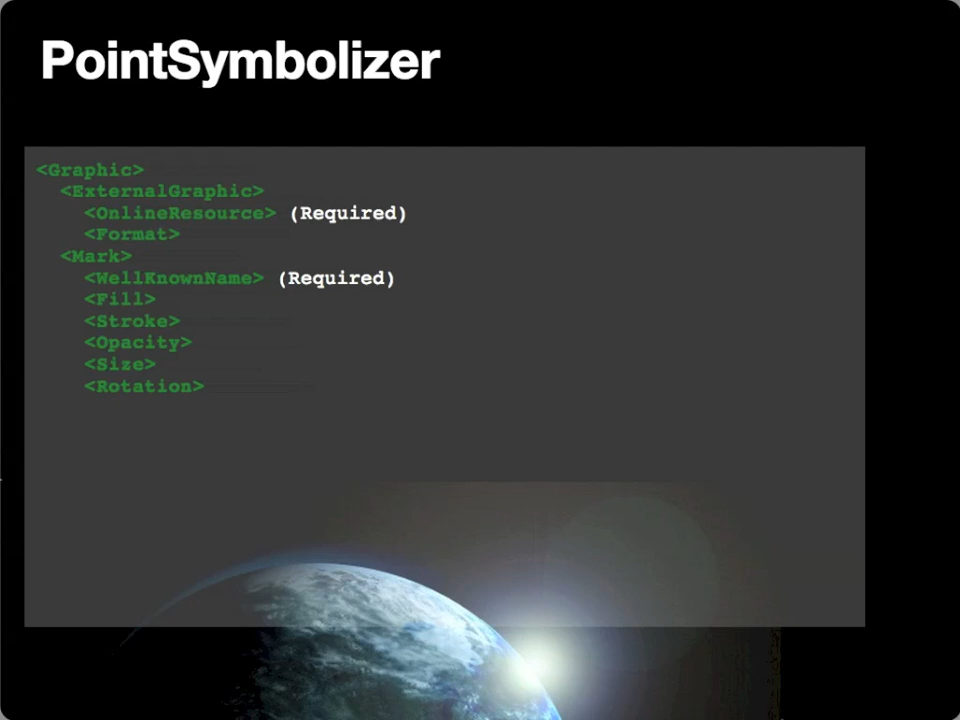 PointSymbolizer
<Graphic>
<ExternalGraphic>
<OnlineResource> (Required)
<Format>
<Mark>
<WellKnownName> (Required)
<Fill>
<Stroke>
<Opacity>
<Size>
<Rotation>